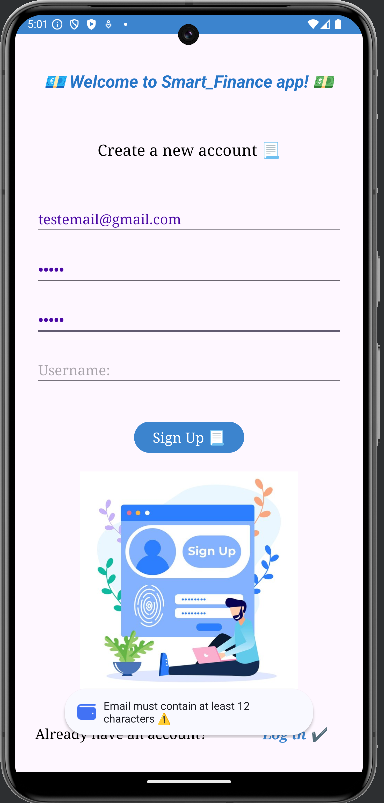 5:01
💶 Welcome to Smart_Finance app! 💵
Create a new account 📃
testemail@gmail.com
•••••
•••••
Username:
Sign Up 📃
Sign Up
Email must contain at least 12
characters ⚠️
Already have an account?
Log in ✔️